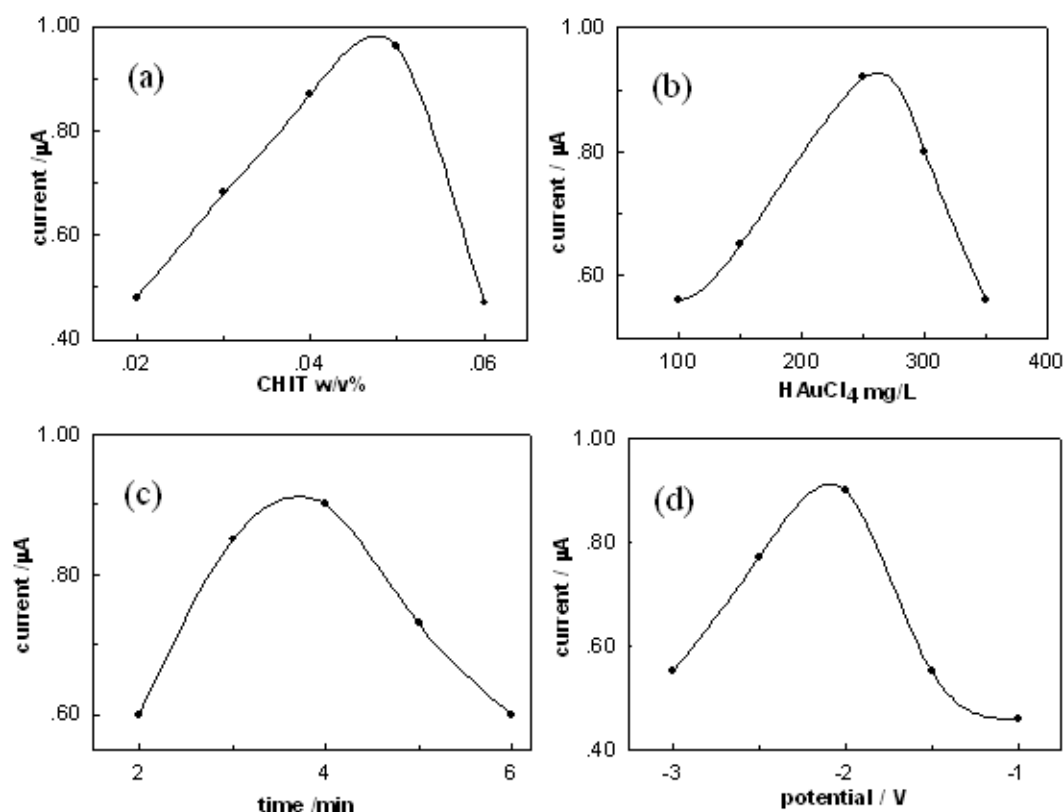 1.00
(a)
.80
current /µA
.60
.40
.02
.04
.06
CHIT w/v%
1.00
(b)
.80
current / µA
.60
100
200
300
400
HAuCl4 mg/L
1.00
(c)
.80
current /µA
.60
2
4
6
time /min
1.00
(d)
.80
current / µA
.60
.40
-3
-2
-1
potential / V